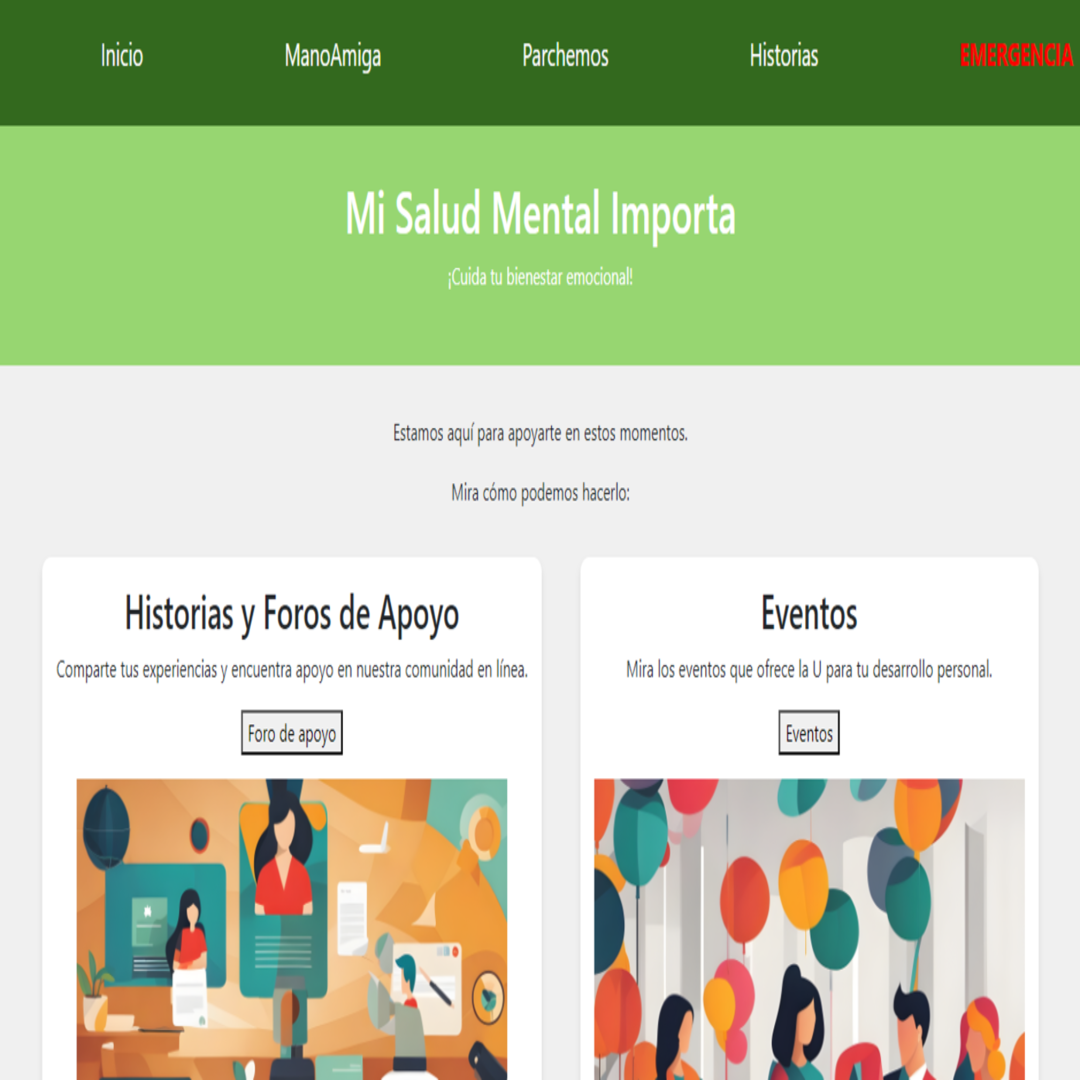 Inicio
ManoAmiga
Parchemos
Historias
EMERGENCIA
Mi Salud Mental Importa
¡Cuida tu bienestar emocional!
Estamos aquí para apoyarte en estos momentos.
Mira cómo podemos hacerlo:
Historias y Foros de Apoyo
Comparte tus experiencias y encuentra apoyo en nuestra comunidad en línea.
Foro de apoyo
Eventos
Mira los eventos que ofrece la U para tu desarrollo personal.
Eventos